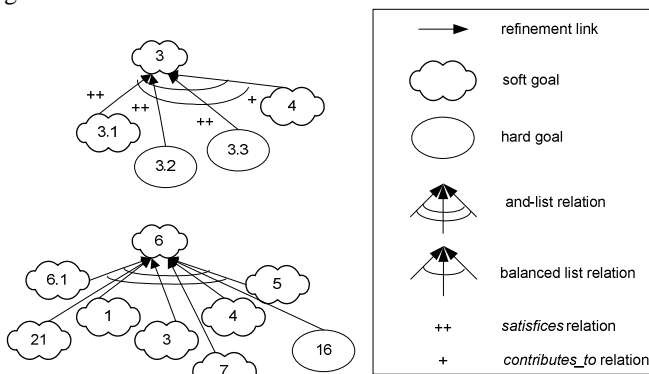 3
++
++
++
+
4
3.1
3.2
3.3
6
6.1
5
1
4
21
3
16
7
refinement link
soft goal
hard goal
and-list relation
balanced list relation
++ satisfices relation
+ contributes_to relation